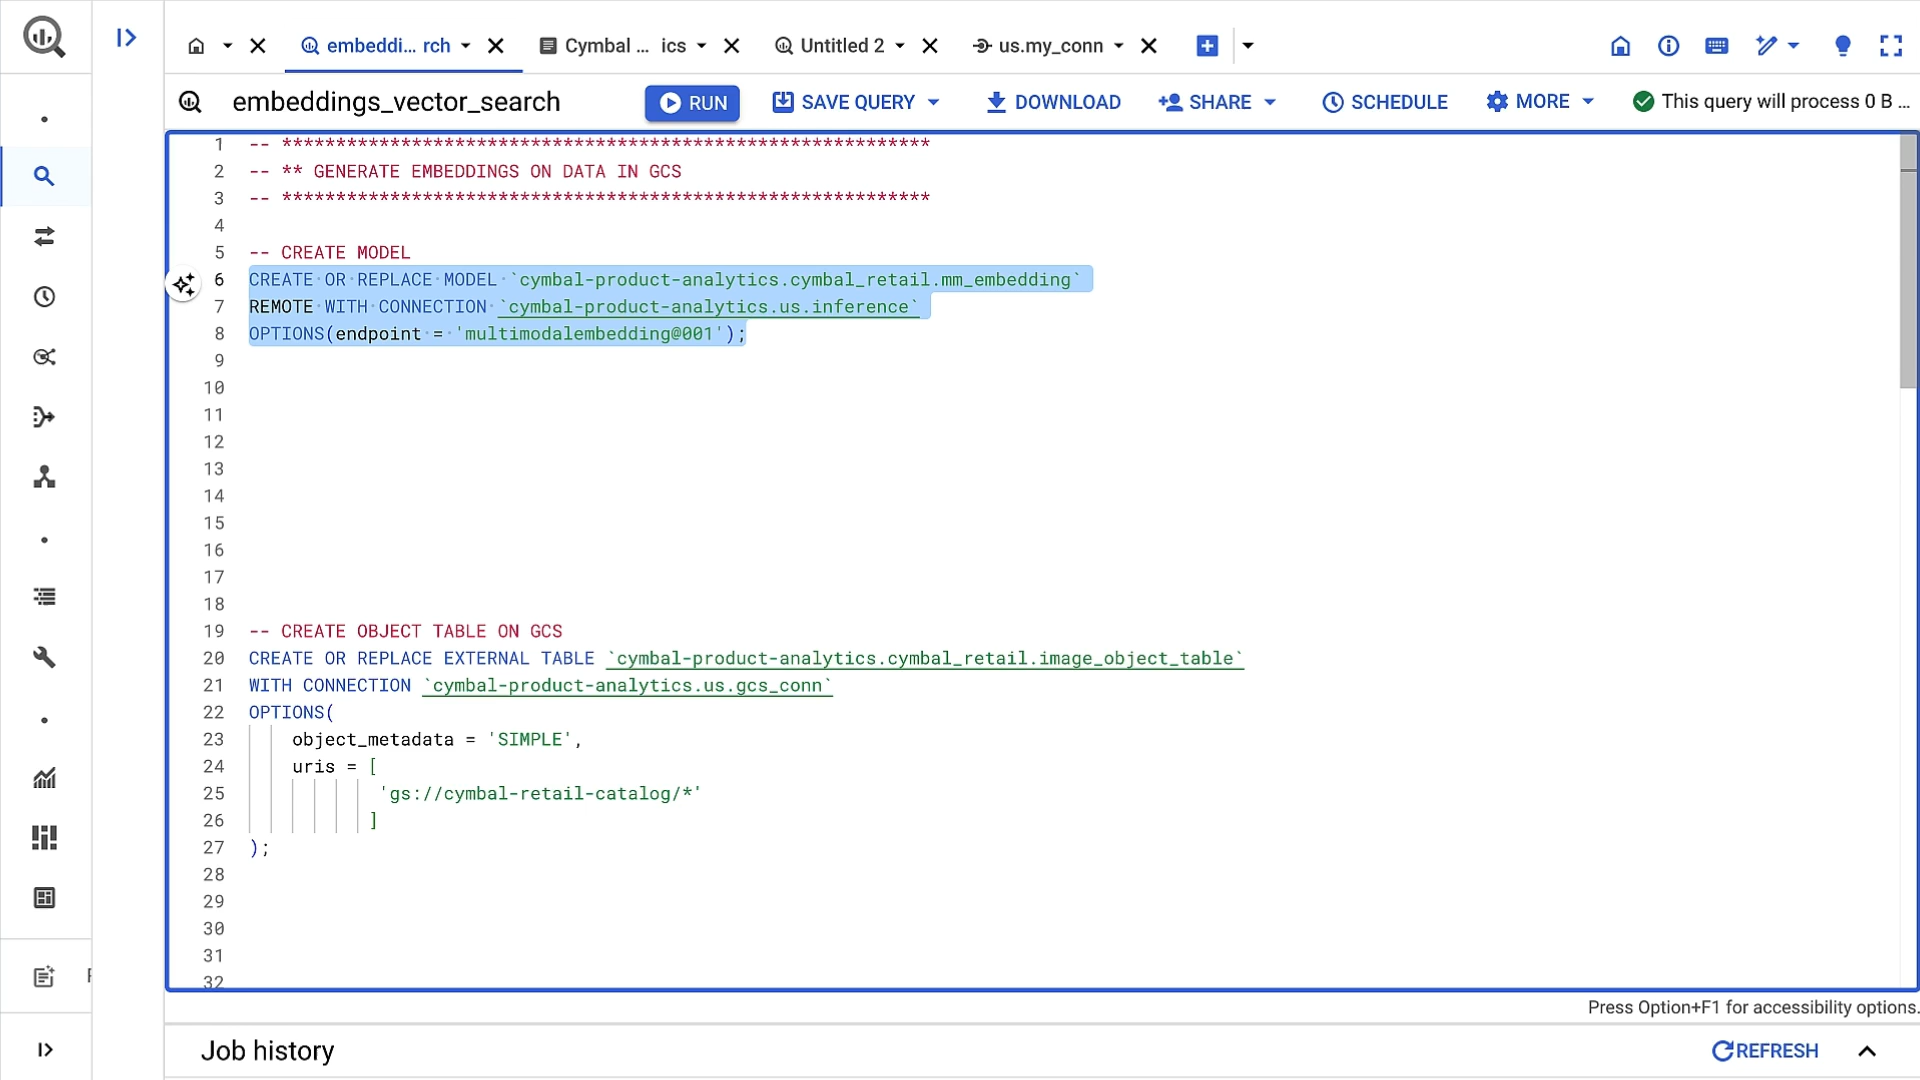 embeddi... rch
Cymbal ... ics
Untitled 2
us.my_conn
embeddings_vector_search
RUN
SAVE QUERY
DOWNLOAD
SHARE
SCHEDULE
MORE
This query will process 0 B ...
1 -- ************************************************************
2 -- ** GENERATE EMBEDDINGS ON DATA IN GCS
3 -- ************************************************************
4
5 -- CREATE MODEL
6 CREATE OR REPLACE MODEL `cymbal-product-analytics.cymbal_retail.mm_embedding`
7 REMOTE WITH CONNECTION `cymbal-product-analytics.us.inference`
8 OPTIONS(endpoint = 'multimodalembedding@001');
9
10
11
12
13
14
15
16
17
18
19 -- CREATE OBJECT TABLE ON GCS
20 CREATE OR REPLACE EXTERNAL TABLE `cymbal-product-analytics.cymbal_retail.image_object_table`
21 WITH CONNECTION `cymbal-product-analytics.us.gcs_conn`
22 OPTIONS(
23 object_metadata = 'SIMPLE',
24 uris = [
25 'gs://cymbal-retail-catalog/*'
26 ]
27 );
28
29
30
31
32
Press Option+F1 for accessibility options.
Job history
REFRESH